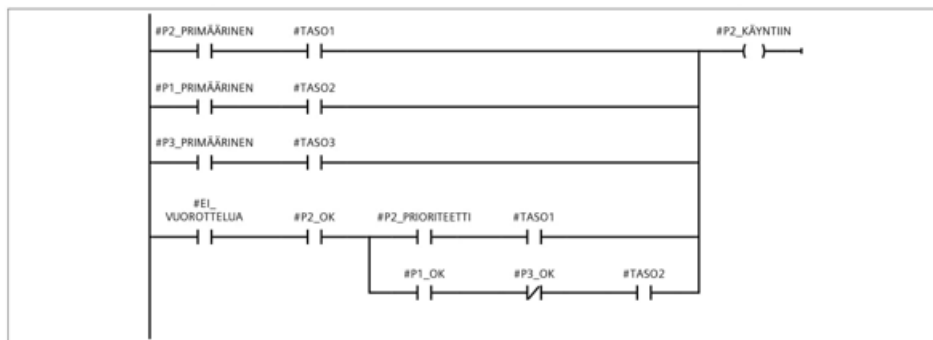 #P2_PRIMÄÄRINEN #TASO1 #P2_KÄYNTIIN
#P1_PRIMÄÄRINEN #TASO2
#P3_PRIMÄÄRINEN #TASO3
#EI_
VUOROTTELUA #P2_OK #P2_PRIORITEETTI #TASO1
#P1_OK #P3_OK #TASO2